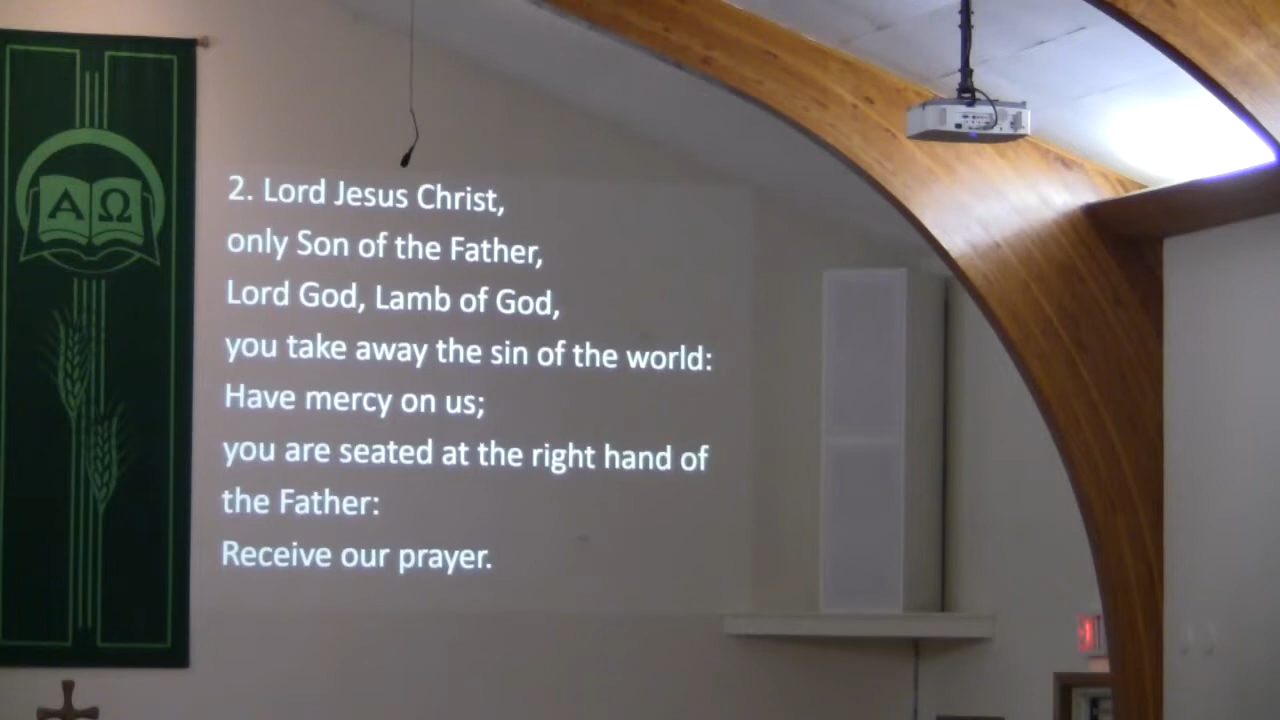 ΑΩ
2. Lord Jesus Christ,
only Son of the Father,
Lord God, Lamb of God,
you take away the sin of the world:
Have mercy on us;
you are seated at the right hand of
the Father:
Receive our prayer.